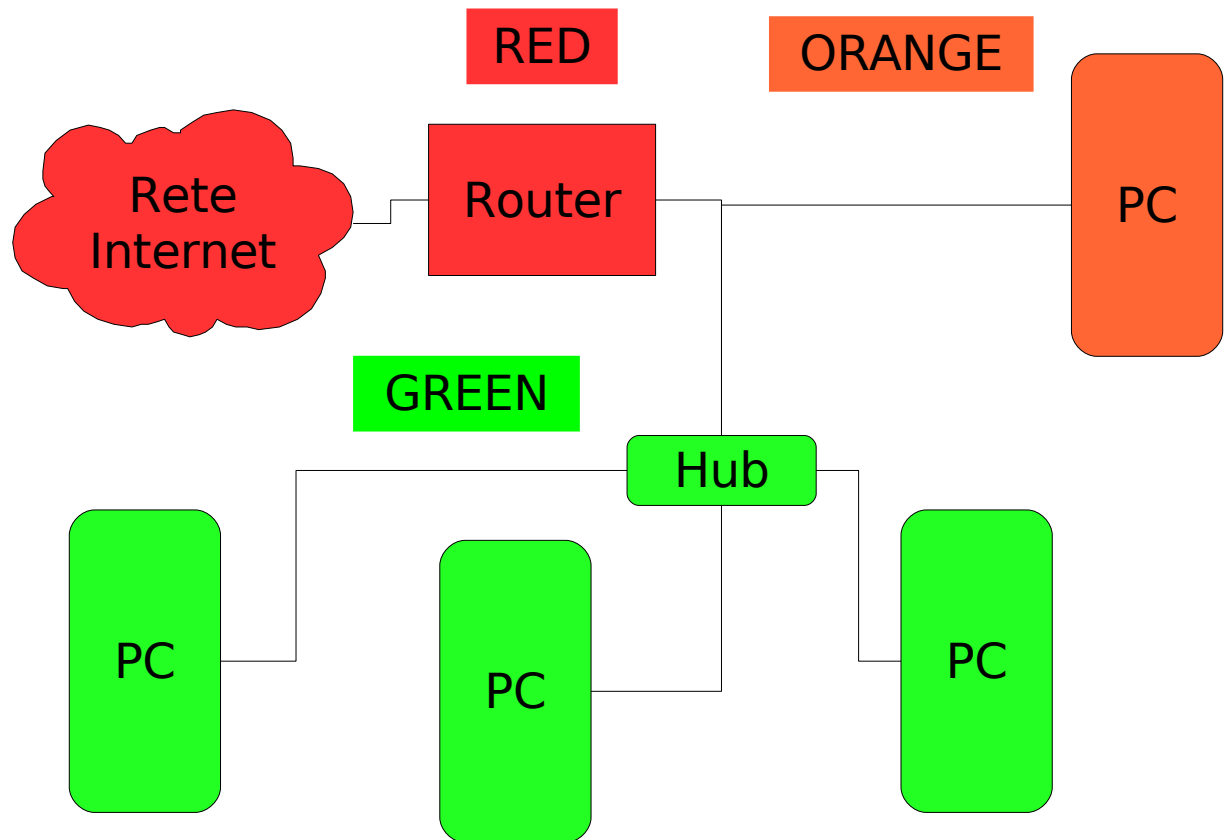 RED
ORANGE
Rete
Internet
Router
PC
GREEN
Hub
PC
PC
PC